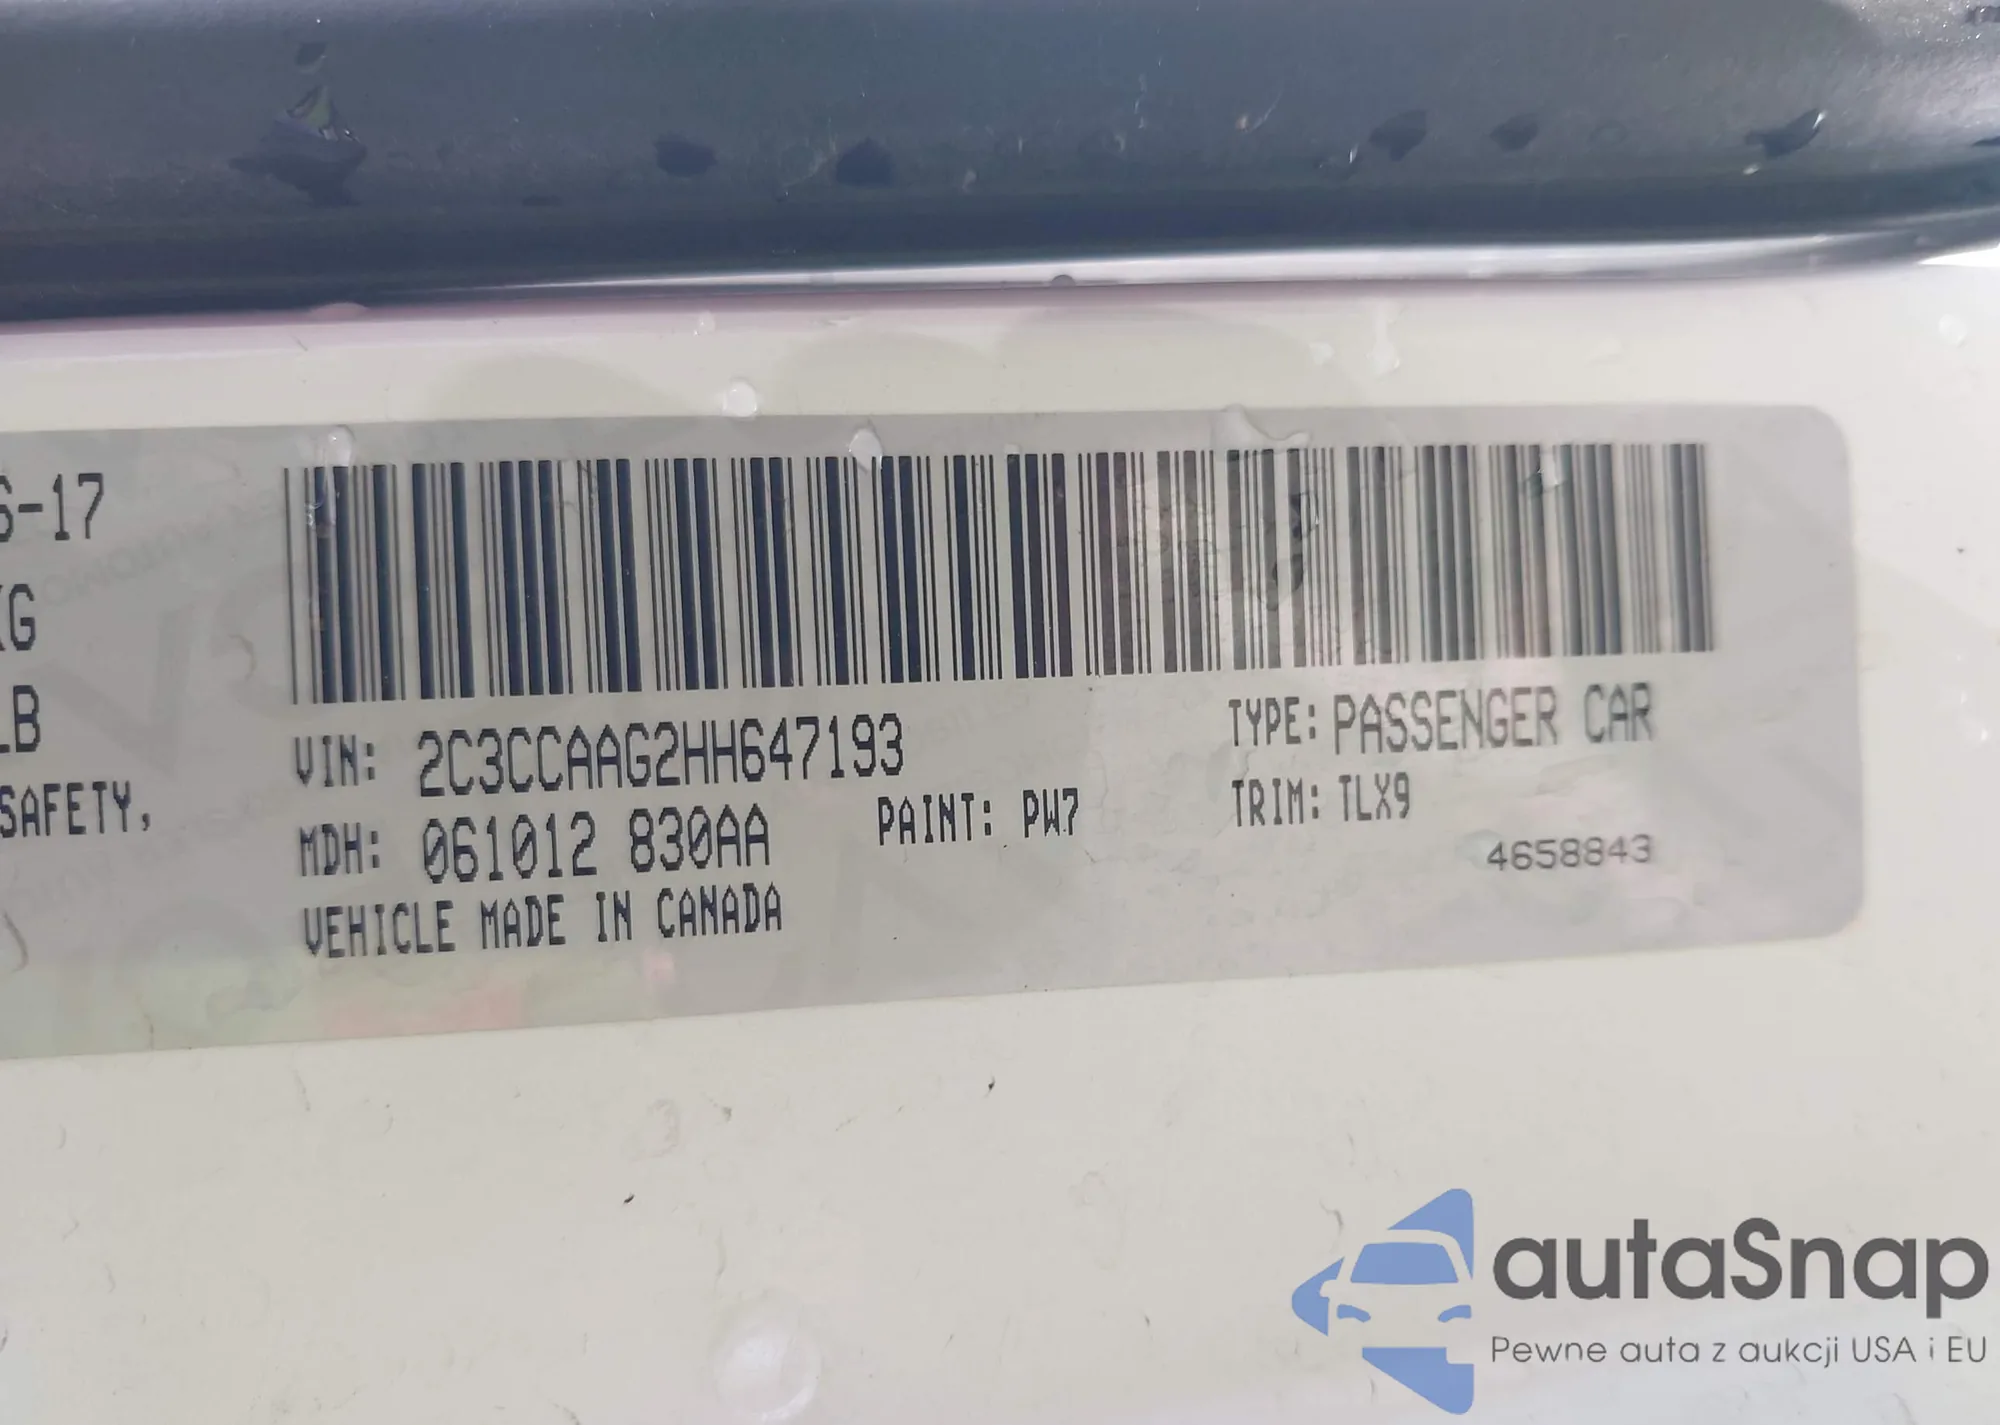 6-17
KG
LB
SAFETY,
VIN: 2C3CCAAG2HH647193
MDH: 061012 830AA
VEHICLE MADE IN CANADA
PAINT: PW7
TYPE: PASSENGER CAR
TRIM: TLX9
4658843
autaSnap
Pewne auta z aukcji USA i EU